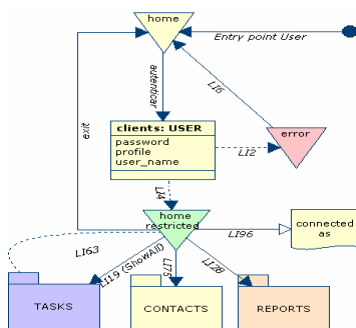 home
Entry point User
autenticar
LI6
exit
clients: USER
password
profile
user_name
error
LI2
LI4
home
restricted
connected
as
LI96
LI63
LI19 (ShowAll)
LI75
LI28
TASKS
CONTACTS
REPORTS